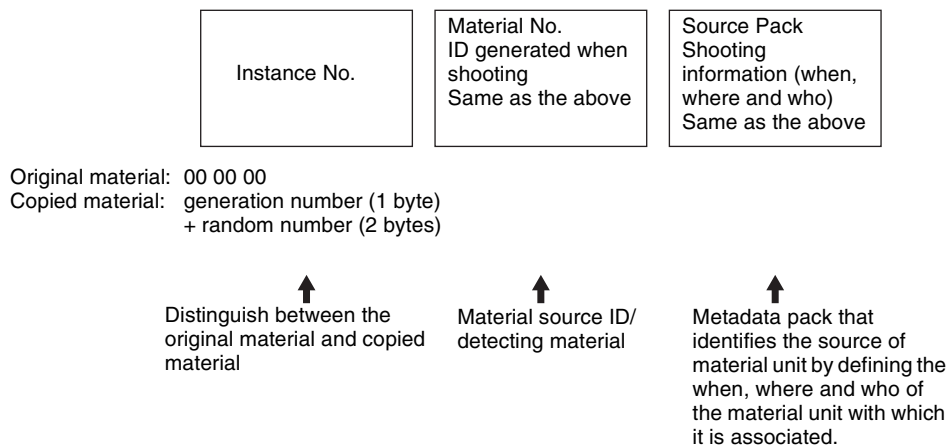 Instance No.
Material No.
ID generated when
shooting
Same as the above
Source Pack
Shooting
information (when,
where and who)
Same as the above
Original material: 00 00 00
Copied material: generation number (1 byte)
+ random number (2 bytes)
Distinguish between the
original material and copied
material
Material source ID/
detecting material
Metadata pack that
identifies the source of
material unit by defining the
when, where and who of
the material unit with which
it is associated.